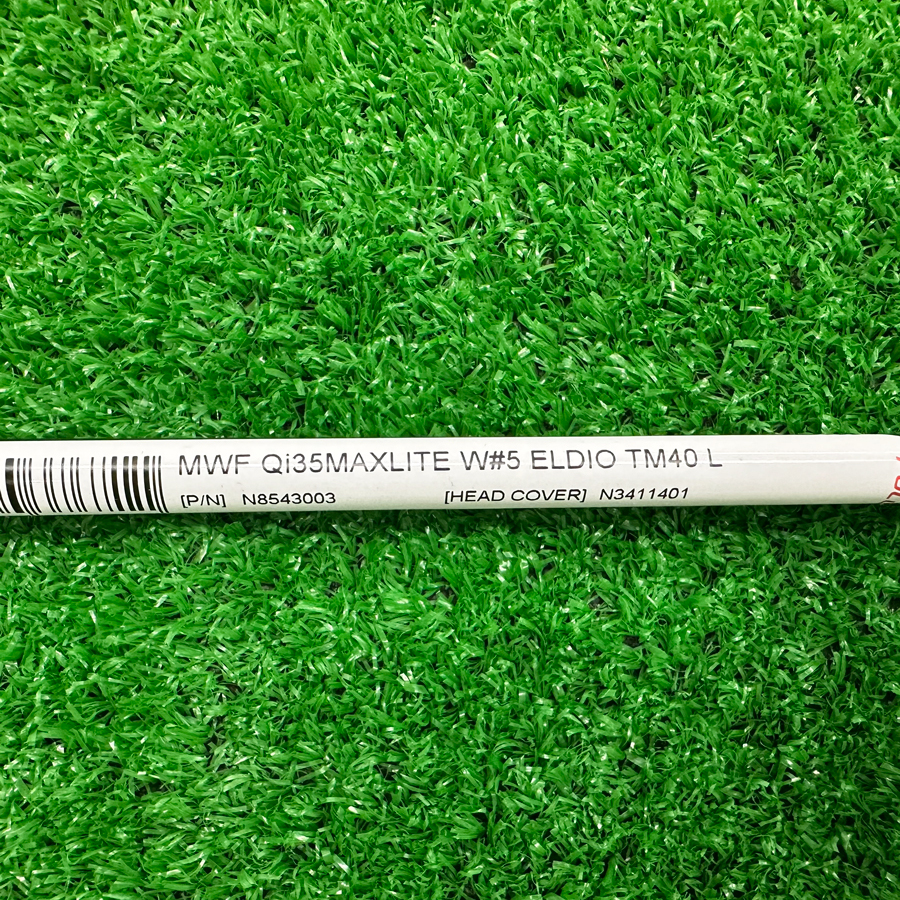 MWF Qi35MAXLITE W#5 ELDIO TM40 L
[P/N] N8543003 [HEAD COVER] N3411401